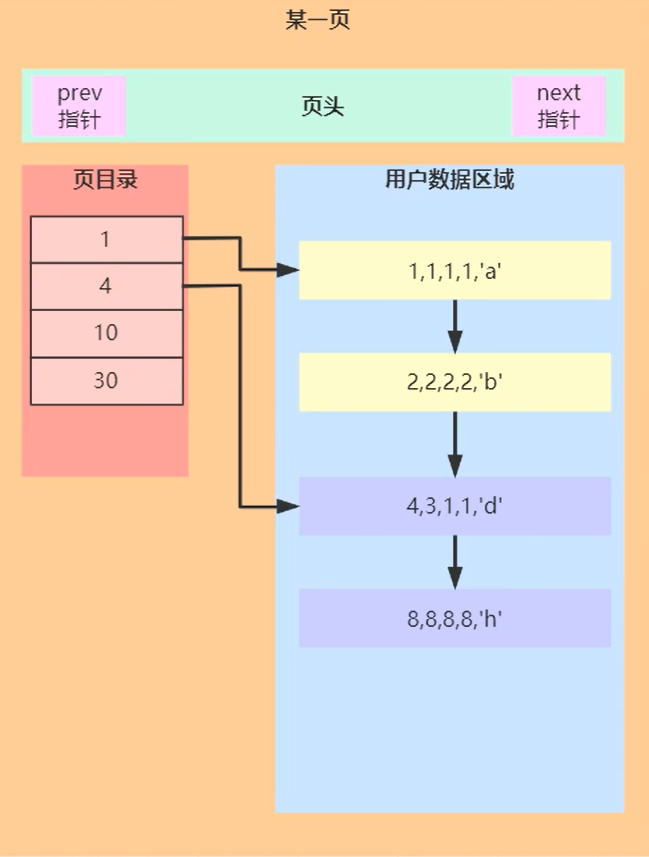 某一页
prev
指针
页头
next
指针
页目录
1
4
10
30
用户数据区域
1,1,1,1,'a'
2,2,2,2,'b'
4,3,1,1,'d'
8,8,8,8,'h'